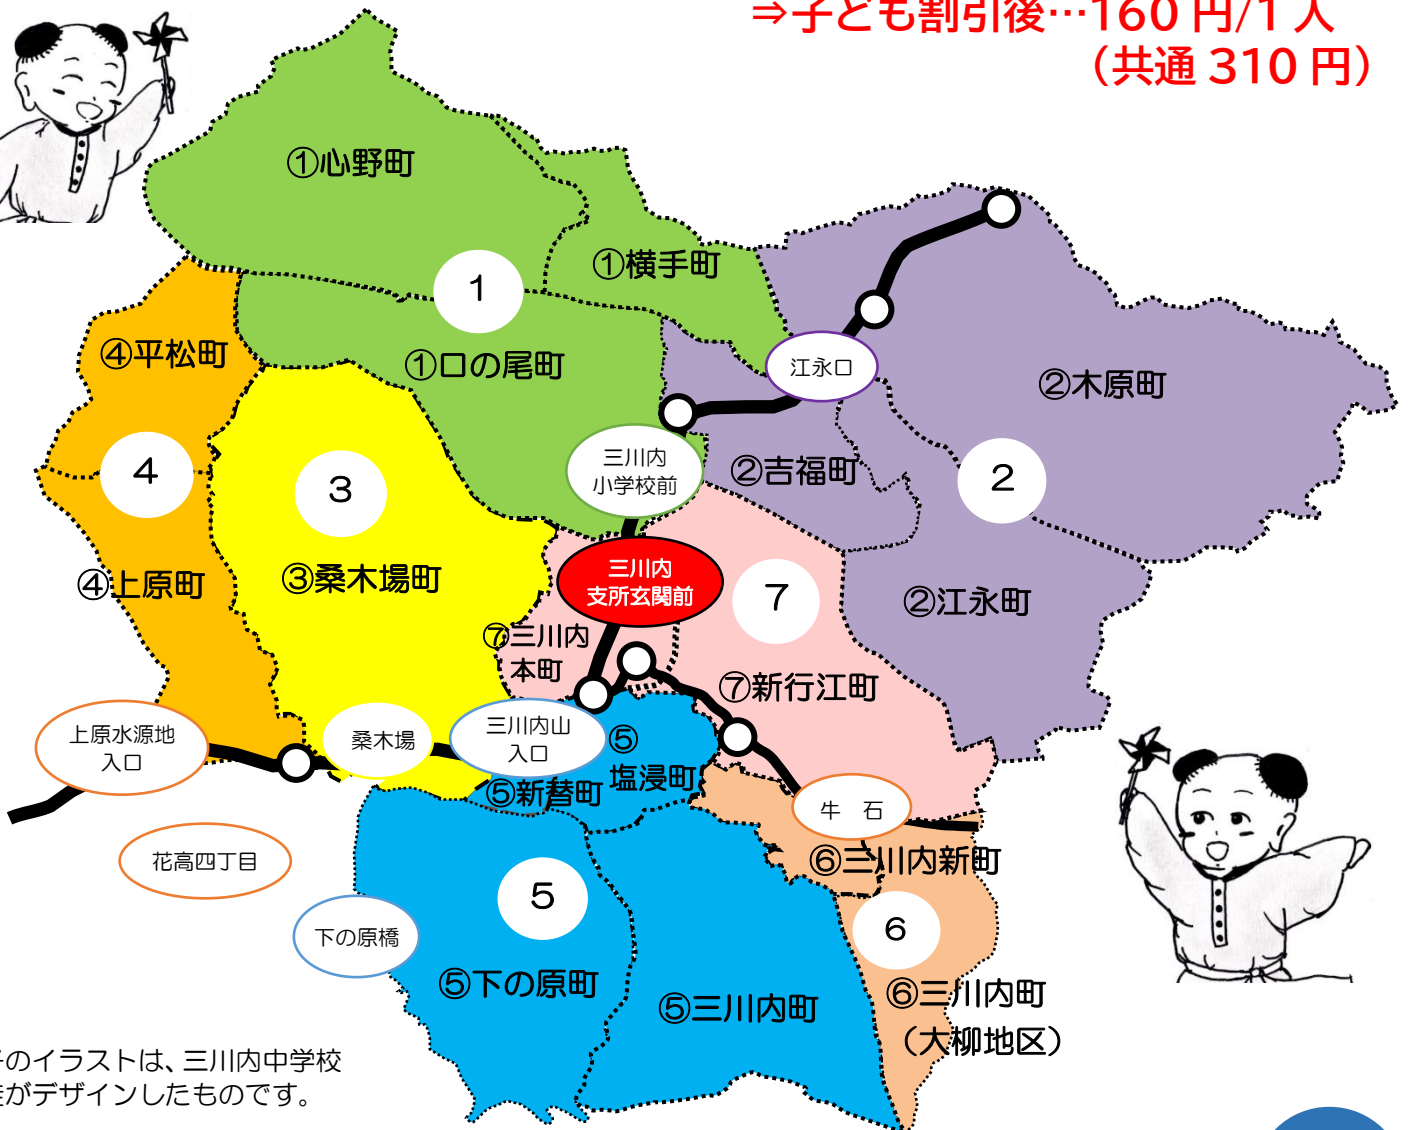 ⇒子ども割引後…160 円/1 人
（共通 310 円）
①心野町
①横手町
1
④平松町
①口の尾町
江永口
②木原町
4
3
三川内
小学校前
②吉福町
2
④上原町
③桑木場町
三川内
支所玄関前
7
②江永町
⑦三川内
本町
⑦新行江町
上原水源地
入口
桑木場
三川内山
入口
⑤
塩浸町
⑤新替町
牛　石
花高四丁目
⑥三川内新町
5
6
下の原橋
⑤下の原町
⑤三川内町
⑥三川内町
（大柳地区）
のイラストは、三川内中学校
がデザインしたものです。